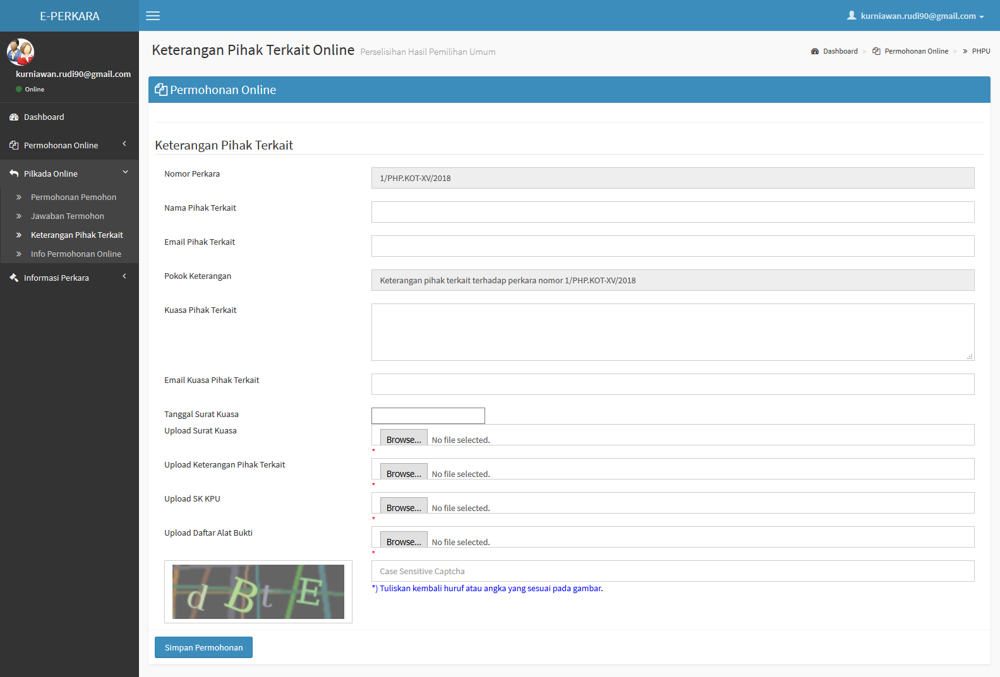 E-PERKARA
kurniawan.rudi90@gmail.com
kurniawan.rudi90@gmail.com
Online
Dashboard
Permohonan Online
Pilkada Online
Permohonan Pemohon
Jawaban Termohon
Keterangan Pihak Terkait
Info Permohonan Online
Informasi Perkara
Keterangan Pihak Terkait Online Perselisihan Hasil Pemilihan Umum
Dashboard > Permohonan Online > » PHPU
Permohonan Online
Keterangan Pihak Terkait
Nomor Perkara 1/PHP.KOT-XV/2018
Nama Pihak Terkait
Email Pihak Terkait
Pokok Keterangan Keterangan pihak terkait terhadap perkara nomor 1/PHP.KOT-XV/2018
Kuasa Pihak Terkait
Email Kuasa Pihak Terkait
Tanggal Surat Kuasa
Upload Surat Kuasa Browse... No file selected.
*
Upload Keterangan Pihak Terkait Browse... No file selected.
*
Upload SK KPU Browse... No file selected.
*
Upload Daftar Alat Bukti Browse... No file selected.
*
d B t E
Case Sensitive Captcha
*) Tuliskan kembali huruf atau angka yang sesuai pada gambar.
Simpan Permohonan